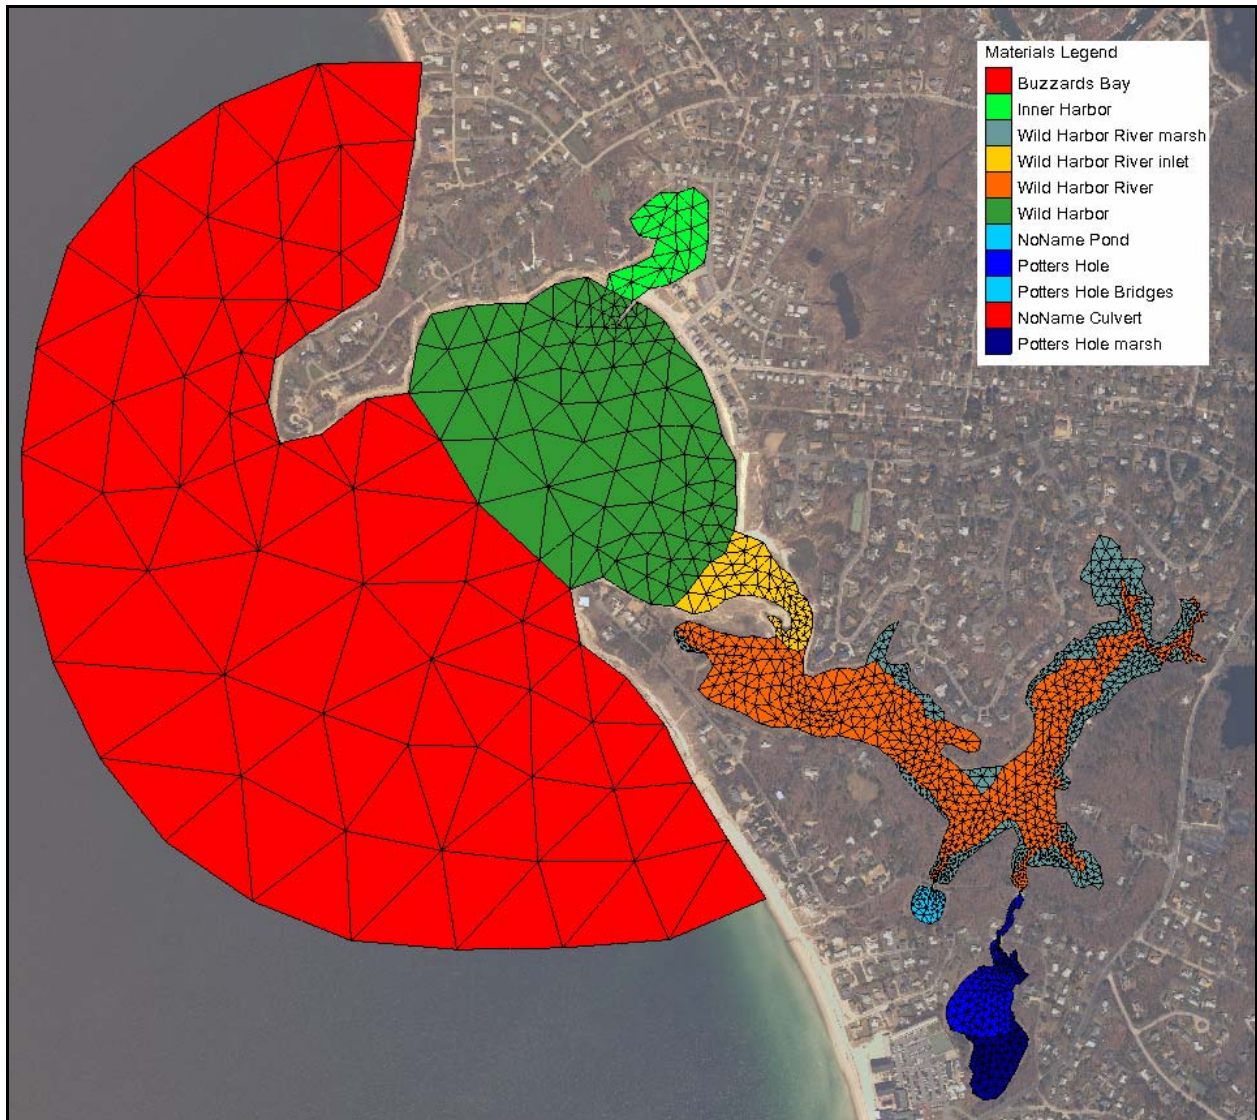 Materials Legend
Buzzards Bay
Inner Harbor
Wild Harbor River marsh
Wild Harbor River inlet
Wild Harbor River
Wild Harbor
NoName Pond
Potters Hole
Potters Hole Bridges
NoName Culvert
Potters Hole marsh